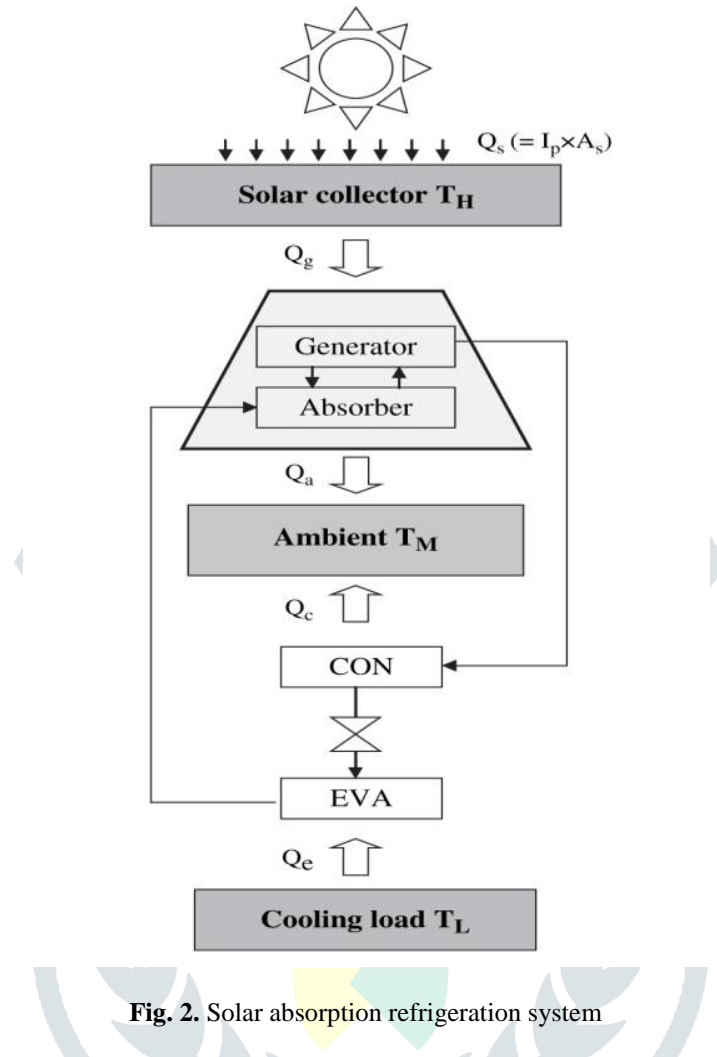 Qs (= Ip×As)
Solar collector TH
Qg
Generator
Absorber
Qa
Ambient TM
Qc
CON
EVA
Qe
Cooling load TL
Fig. 2. Solar absorption refrigeration system